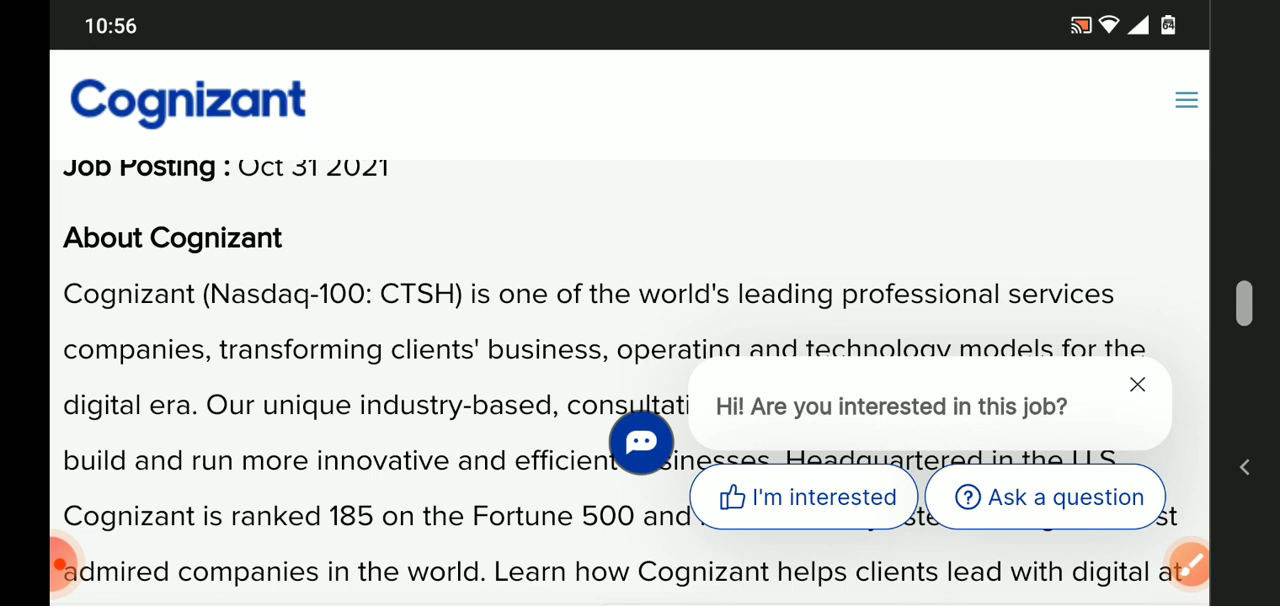 10:56
64
Cognizant
Job Posting : Oct 31 2021
About Cognizant
Cognizant (Nasdaq-100: CTSH) is one of the world's leading professional services
companies, transforming clients' business, operating and technology models for the
digital era. Our unique industry-based,
Hi! Are you interested in this job?
build and run more innovative and efficient Headquartered in the U.S.
I'm interested
Ask a question
Cognizant is ranked 185 on the Fortune 500 and
admired companies in the world. Learn how Cognizant helps clients lead with digital at